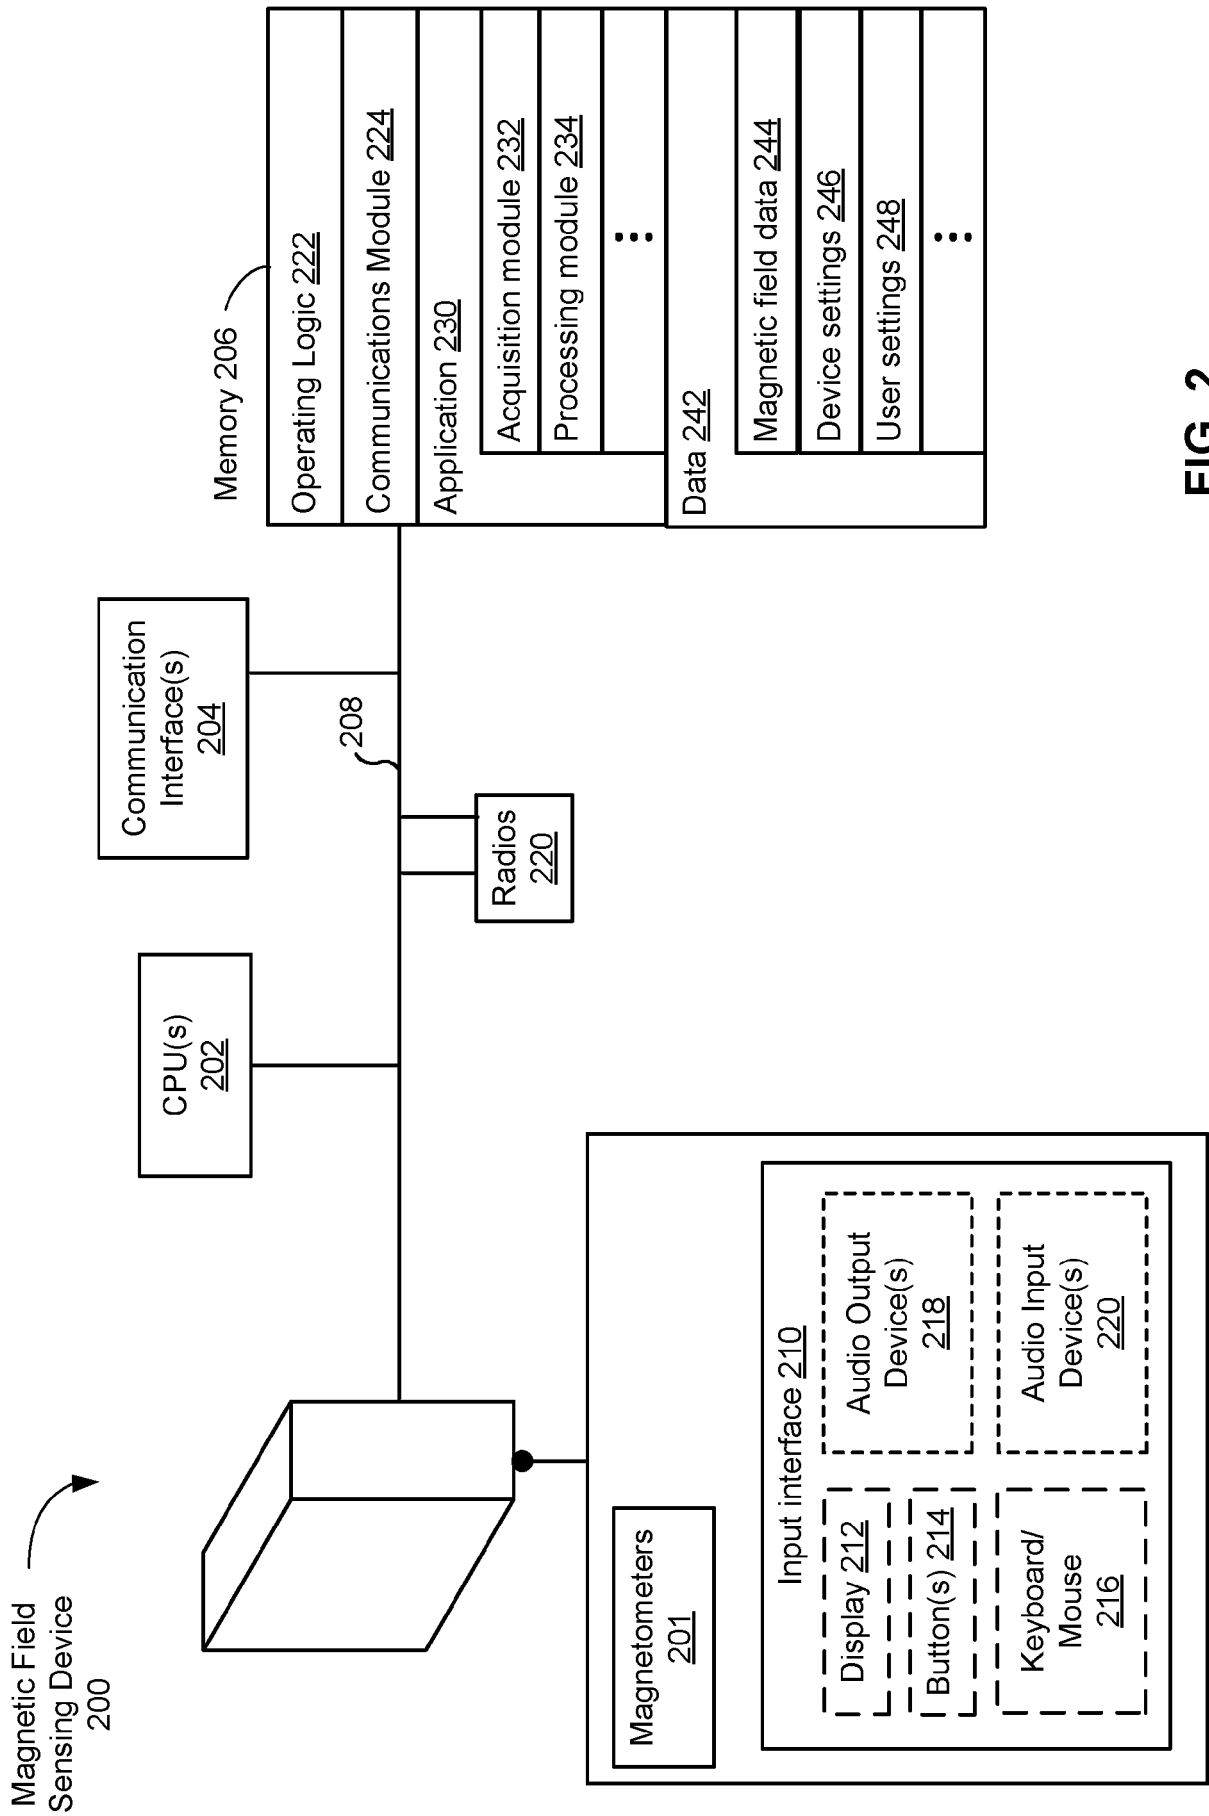 Magnetic Field
Sensing Device
200
CPU(s)
202
Communication
Interface(s)
204
208
Radios
220
Memory 206
Operating Logic 222
Communications Module 224
Application 230
Acquisition module 232
Processing module 234
Data 242
Magnetic field data 244
Device settings 246
User settings 248
Magnetometers
201
Input interface 210
Display 212
Button(s) 214
Keyboard/
Mouse
216
Audio Output
Device(s)
218
Audio Input
Device(s)
220
FIG. 2